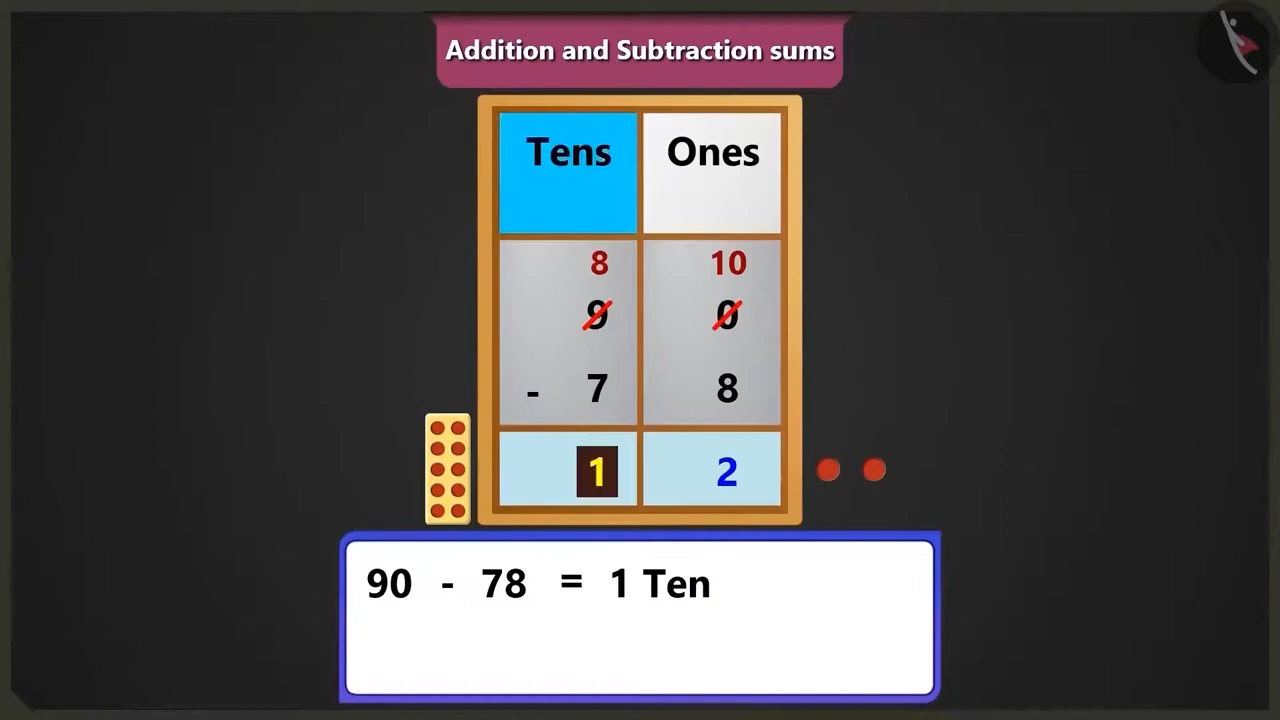 Addition and Subtraction sums
Tens Ones
8 10
9 0
- 7 8
1 2
90 - 78 = 1 Ten